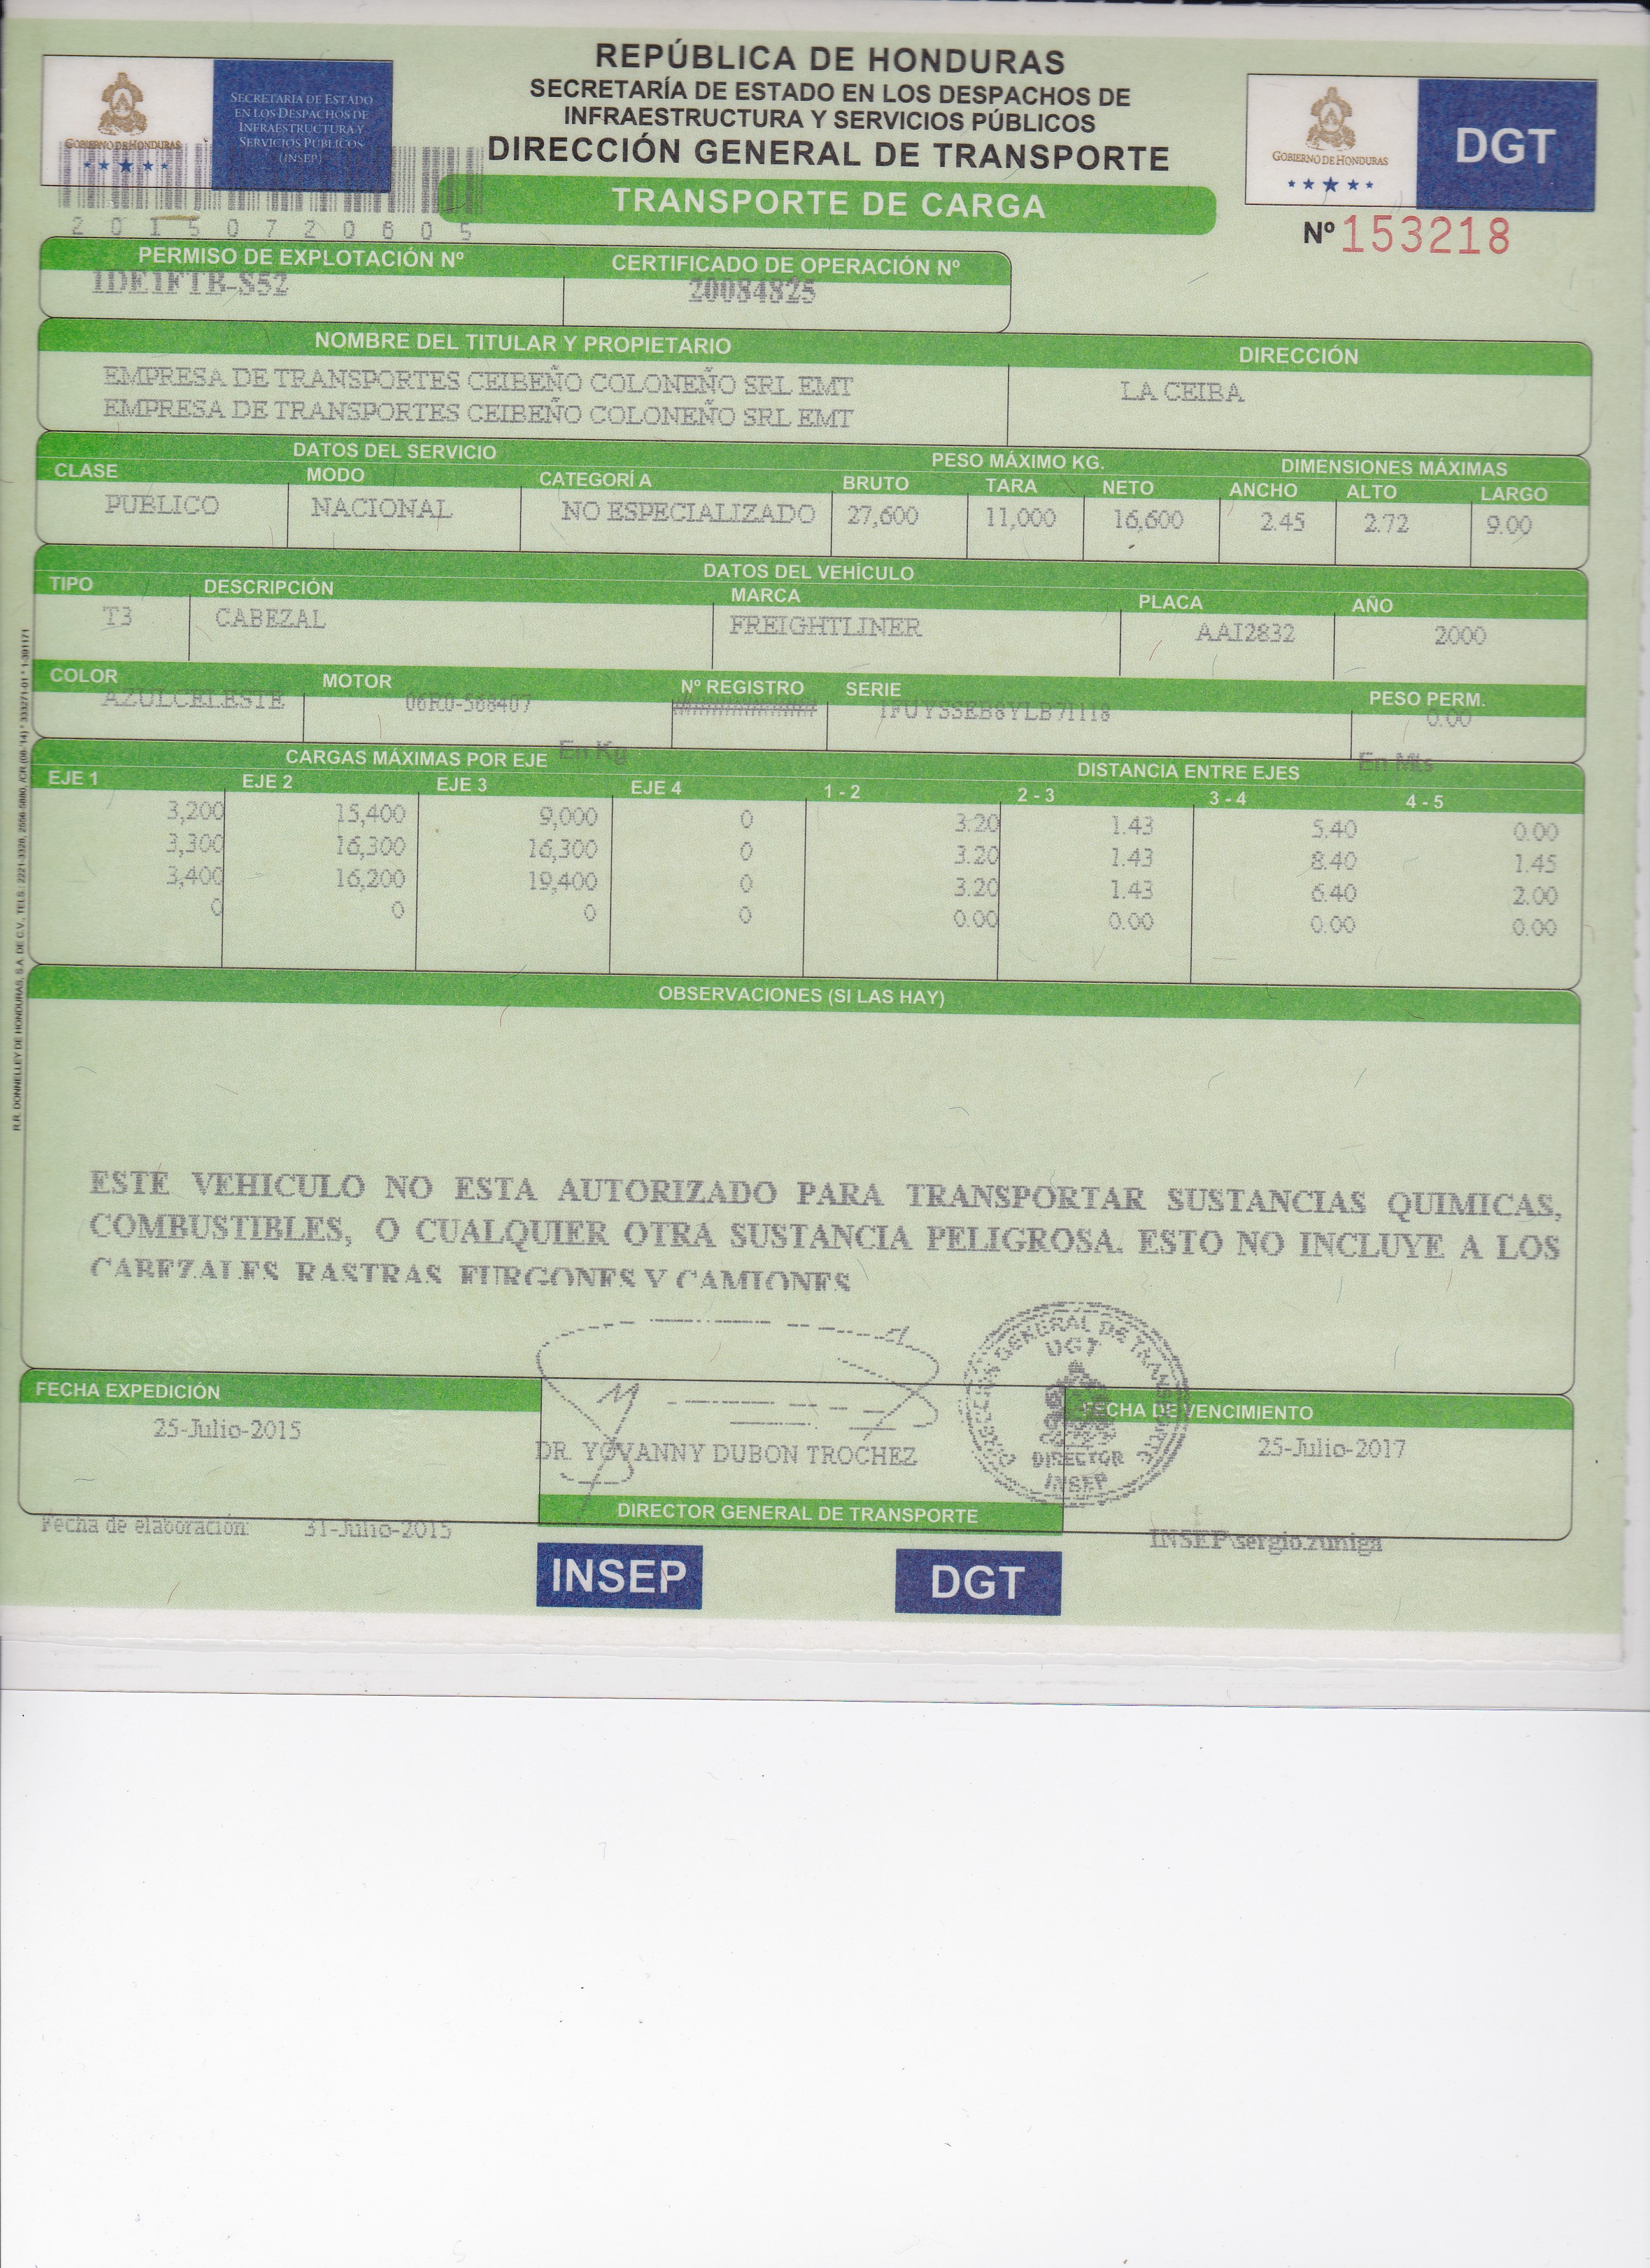 REPÚBLICA DE HONDURAS
SECRETARÍA DE ESTADO EN LOS DESPACHOS DE
INFRAESTRUCTURA Y SERVICIOS PÚBLICOS
DIRECCIÓN GENERAL DE TRANSPORTE
TRANSPORTE DE CARGA
GOBIERNO DE HONDURAS
SECRETARÍA DE ESTADO
EN LOS DESPACHOS DE
INFRAESTRUCTURA Y
SERVICIOS PÚBLICOS
(INSEP)
GOBIERNO DE HONDURAS
DGT
20150720605
Nº 153218
PERMISO DE EXPLOTACIÓN Nº CERTIFICADO DE OPERACIÓN Nº
1DE1FTB-S52 20084825
NOMBRE DEL TITULAR Y PROPIETARIO DIRECCIÓN
EMPRESA DE TRANSPORTES CEIBEÑO COLONEÑO SRL EMT LA CEIBA
EMPRESA DE TRANSPORTES CEIBEÑO COLONEÑO SRL EMT
DATOS DEL SERVICIO PESO MÁXIMO KG. DIMENSIONES MÁXIMAS
CLASE MODO CATEGORÍA BRUTO TARA NETO ANCHO ALTO LARGO
PUBLICO NACIONAL NO ESPECIALIZADO 27,600 11,000 16,600 2.45 2.72 9.00
DATOS DEL VEHÍCULO
TIPO DESCRIPCIÓN MARCA PLACA AÑO
T3 CABEZAL FREIGHTLINER AAI2832 2000
COLOR MOTOR Nº REGISTRO SERIE PESO PERM.
AZULCELESTE 06R0-588407 1FUYSSEB8YLB71118 0.00
CARGAS MÁXIMAS POR EJE En Kg DISTANCIA ENTRE EJES En Mts
EJE 1 EJE 2 EJE 3 EJE 4 1 - 2 2 - 3 3 - 4 4 - 5
3,200 15,400 9,000 0 3.20 1.43 5.40 0.00
3,300 16,300 16,300 0 3.20 1.43 8.40 1.45
3,400 16,200 19,400 0 3.20 1.43 6.40 2.00
0 0 0 0 0.00 0.00 0.00 0.00
OBSERVACIONES (SI LAS HAY)
ESTE VEHICULO NO ESTA AUTORIZADO PARA TRANSPORTAR SUSTANCIAS QUIMICAS,
COMBUSTIBLES, O CUALQUIER OTRA SUSTANCIA PELIGROSA. ESTO NO INCLUYE A LOS
CABEZALES RASTRAS FURGONES Y CAMIONES
FECHA EXPEDICIÓN FECHA DE VENCIMIENTO
25-Julio-2015 DR. YOVANNY DUBON TROCHEZ 25-Julio-2017
DIRECTOR GENERAL DE TRANSPORTE
DGT
DIRECTOR
INSEP
Fecha de elaboración: 31-Julio-2015 INSEP\sergio.zuniga
INSEP DGT